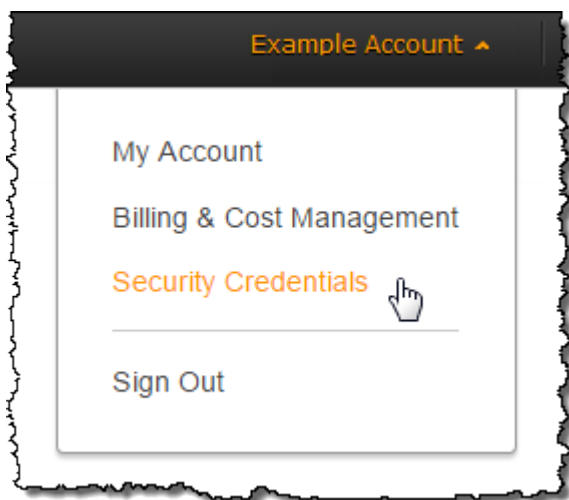 Example Account
My Account
Billing & Cost Management
Security Credentials
Sign Out